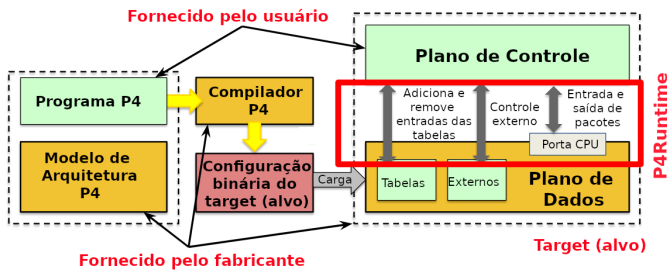 Fornecido pelo usuário
Plano de Controle
Programa P4
Compilador
P4
Adiciona e
remove
entradas das
tabelas
Controle
externo
Entrada e
saída de
pacotes
Porta CPU
P4Runtime
Modelo de
Arquitetura
P4
Configuração
binária do
target (alvo)
Carga
Tabelas
Externos
Plano de
Dados
Fornecido pelo fabricante
Target (alvo)